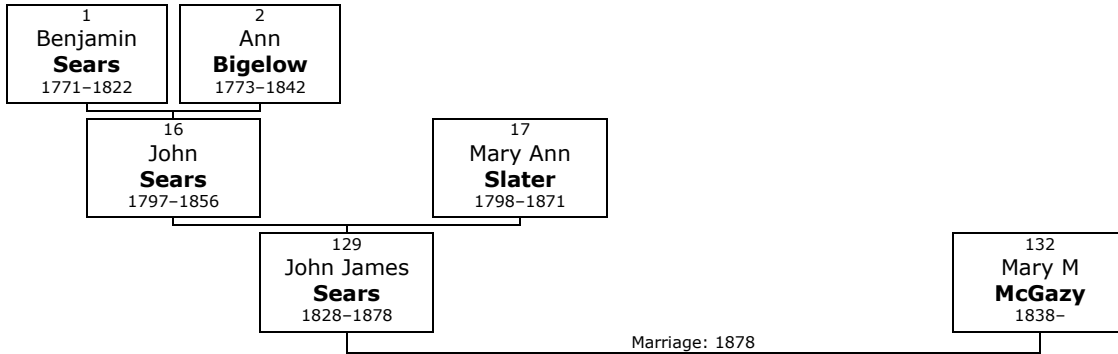 1
Benjamin
Sears
1771–1822
2
Ann
Bigelow
1773–1842
16
John
Sears
1797–1856
17
Mary Ann
Slater
1798–1871
129
John James
Sears
1828–1878
132
Mary M
McGazy
1838–
Marriage: 1878